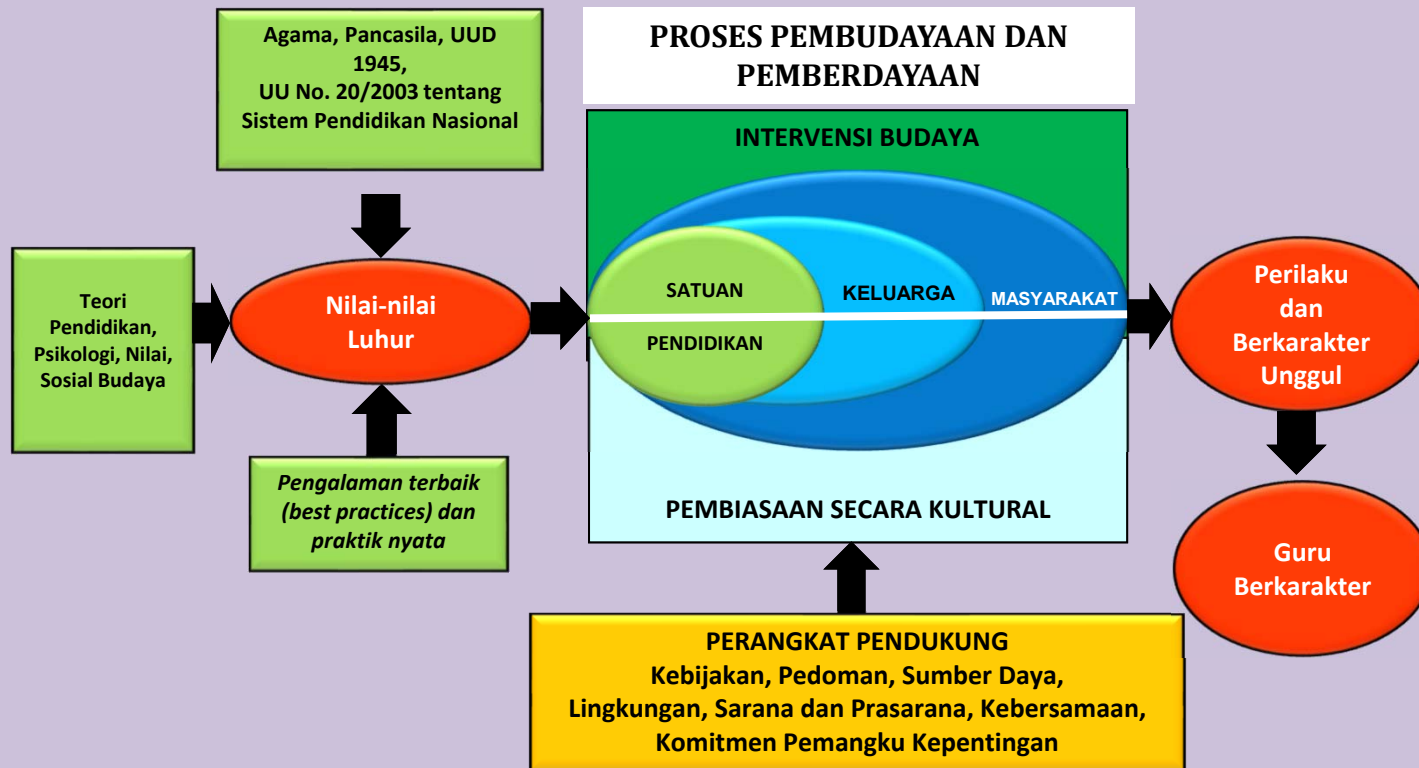 Agama, Pancasila, UUD
1945,
UU No. 20/2003 tentang
Sistem Pendidikan Nasional
PROSES PEMBUDAYAAN DAN
PEMBERDAYAAN
INTERVENSI BUDAYA
Teori
Pendidikan,
Psikologi, Nilai,
Sosial Budaya
Nilai-nilai
Luhur
SATUAN
PENDIDIKAN
KELUARGA
MASYARAKAT
Perilaku
dan
Berkarakter
Unggul
Pengalaman terbaik
(best practices) dan
praktik nyata
PEMBIASAAN SECARA KULTURAL
Guru
Berkarakter
PERANGKAT PENDUKUNG
Kebijakan, Pedoman, Sumber Daya,
Lingkungan, Sarana dan Prasarana, Kebersamaan,
Komitmen Pemangku Kepentingan